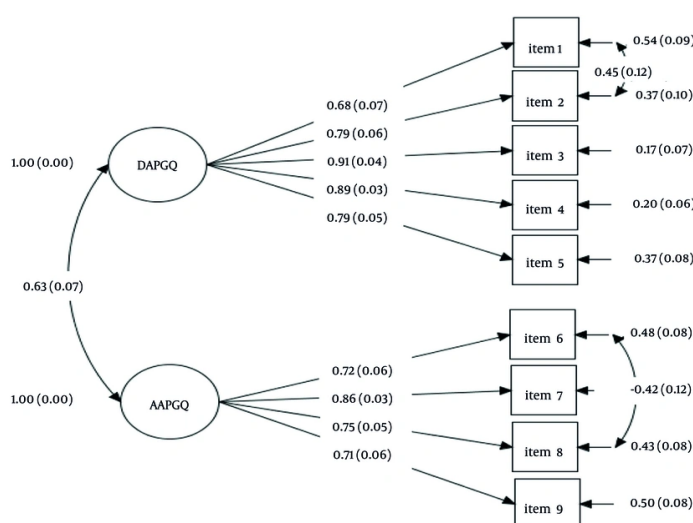 item 1
0.54 (0.09)
0.45 (0.12)
item 2
0.37 (0.10)
0.68 (0.07)
0.79 (0.06)
0.91 (0.04)
0.89 (0.03)
0.79 (0.05)
item 3
0.17 (0.07)
1.00 (0.00)
DAPGQ
item 4
0.20 (0.06)
item 5
0.37 (0.08)
0.63 (0.07)
item 6
0.48 (0.08)
0.72 (0.06)
0.86 (0.03)
0.75 (0.05)
0.71 (0.06)
item 7
-0.42 (0.12)
1.00 (0.00)
AAPGQ
item 8
0.43 (0.08)
item 9
0.50 (0.08)